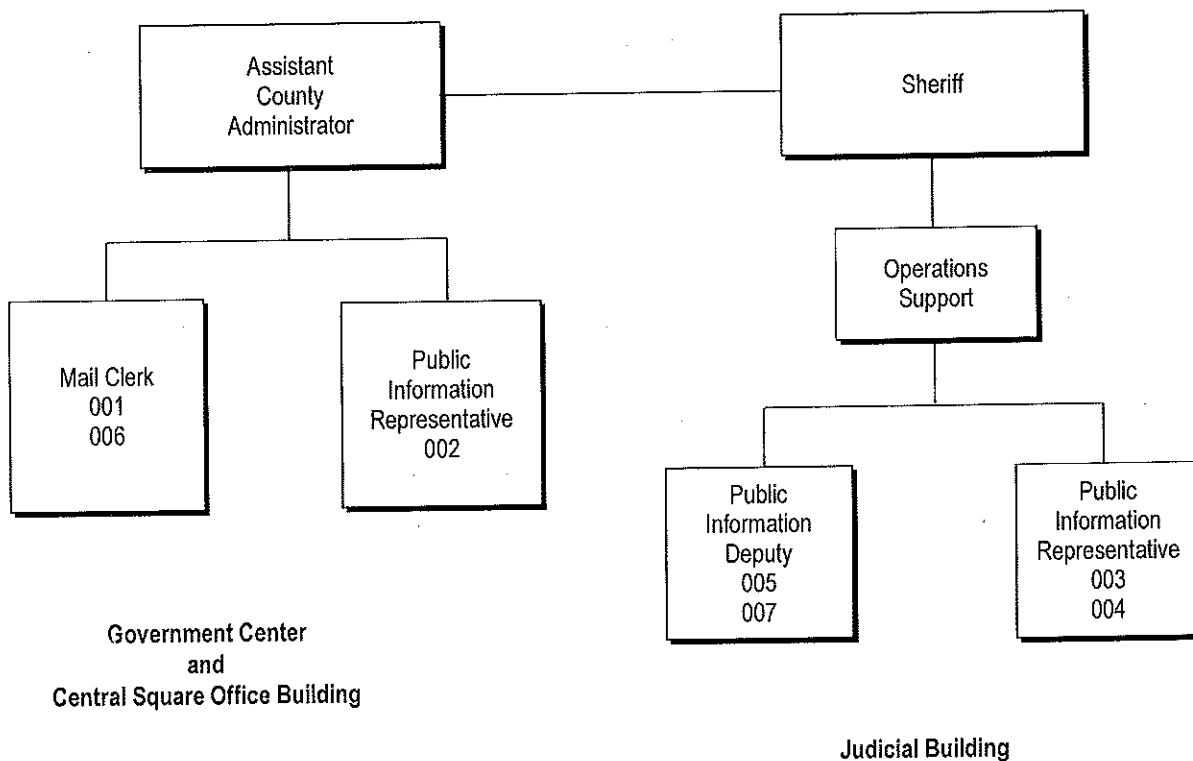 Assistant
County
Administrator
Sheriff
Operations
Support
Mail Clerk
001
006
Public
Information
Representative
002
Public
Information
Deputy
005
007
Public
Information
Representative
003
004
Government Center
and
Central Square Office Building
Judicial Building